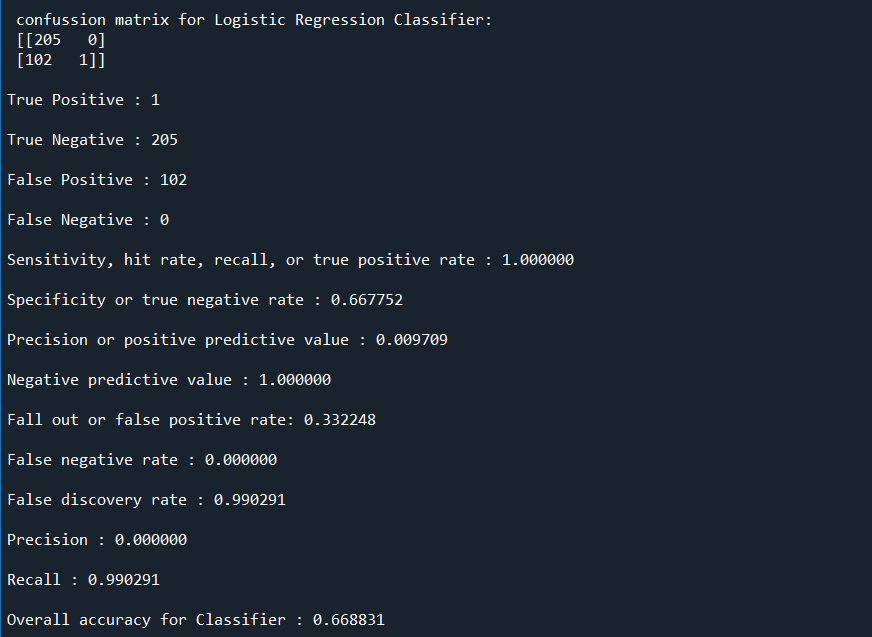 confussion matrix for Logistic Regression Classifier:
[[205   0]
[102   1]]
True Positive : 1
True Negative : 205
False Positive : 102
False Negative : 0
Sensitivity, hit rate, recall, or true positive rate : 1.000000
Specificity or true negative rate : 0.667752
Precision or positive predictive value : 0.009709
Negative predictive value : 1.000000
Fall out or false positive rate: 0.332248
False negative rate : 0.000000
False discovery rate : 0.990291
Precision : 0.000000
Recall : 0.990291
Overall accuracy for Classifier : 0.668831